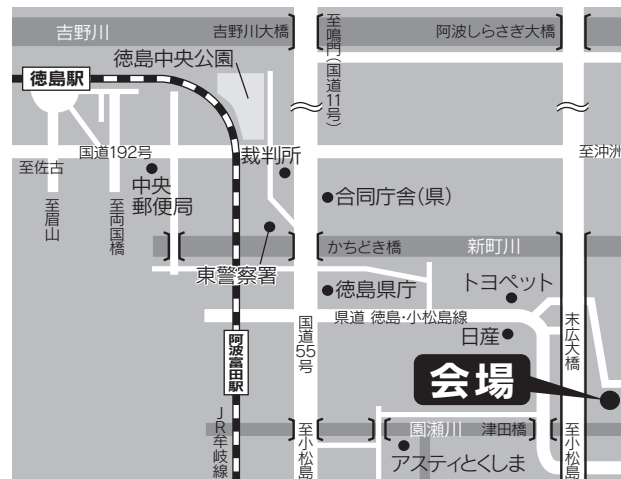 吉野川
吉野川大橋
至鳴門(国道11号)
阿波しらさぎ大橋
徳島中央公園
徳島駅
国道192号
裁判所
至沖洲
至佐古
中央
郵便局
至眉山
至両国橋
合同庁舎(県)
かちどき橋
新町川
東警察署
徳島県庁
トヨペット
県道 徳島・小松島線
国道55号
末広大橋
日産
阿波富田駅
会場
JR牟岐線
園瀬川
津田橋
至小松島
至小松島
アスティとくしま